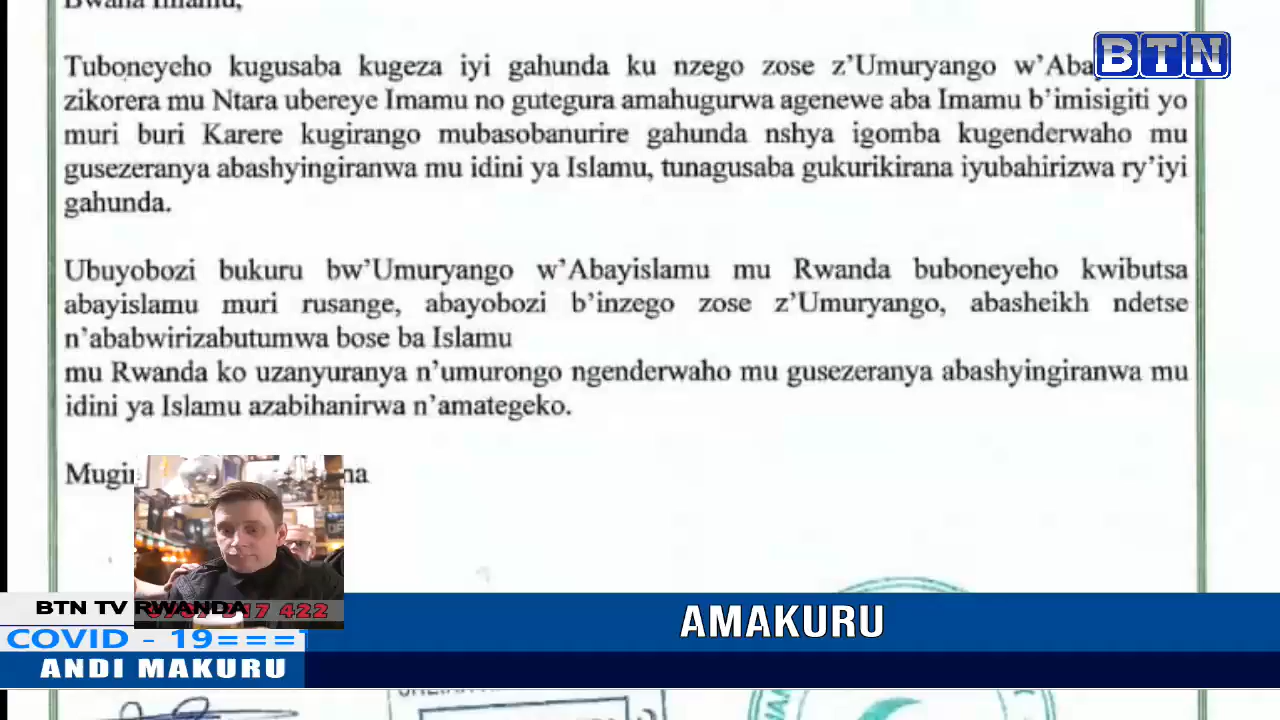 Bwana Imamu,
BTN
Tuboneyeho kugusaba kugeza iyi gahunda ku nzego zose z'Umuryango
zikorera mu Ntara ubereye Imamu no gutegura amahugurwa agenewe aba Imamu b'imisigiti yo
muri buri Karere kugirango mubasobanurire gahunda nshya igomba kugenderwaho mu
gusezeranya abashyingiranwa mu idini ya Islamu, tunagusaba gukurikirana iyubahirizwa ry'iyi
gahunda.
Ubuyobozi bukuru bw'Umuryango w'Abayislamu mu Rwanda buboneyeho kwibutsa
abayislamu muri rusange, abayobozi b'inzego zose z'Umuryango, abasheikh ndetse
n'ababwirizabutumwa bose ba Islamu
mu Rwanda ko uzanyuranya n'umurongo ngenderwaho mu gusezeranya abashyingiranwa mu
idini ya Islamu azabihanirwa n'amategeko.
BTN TV RWANDA
422
AMAKURU
COVID - 19===
ANDI MAKURU